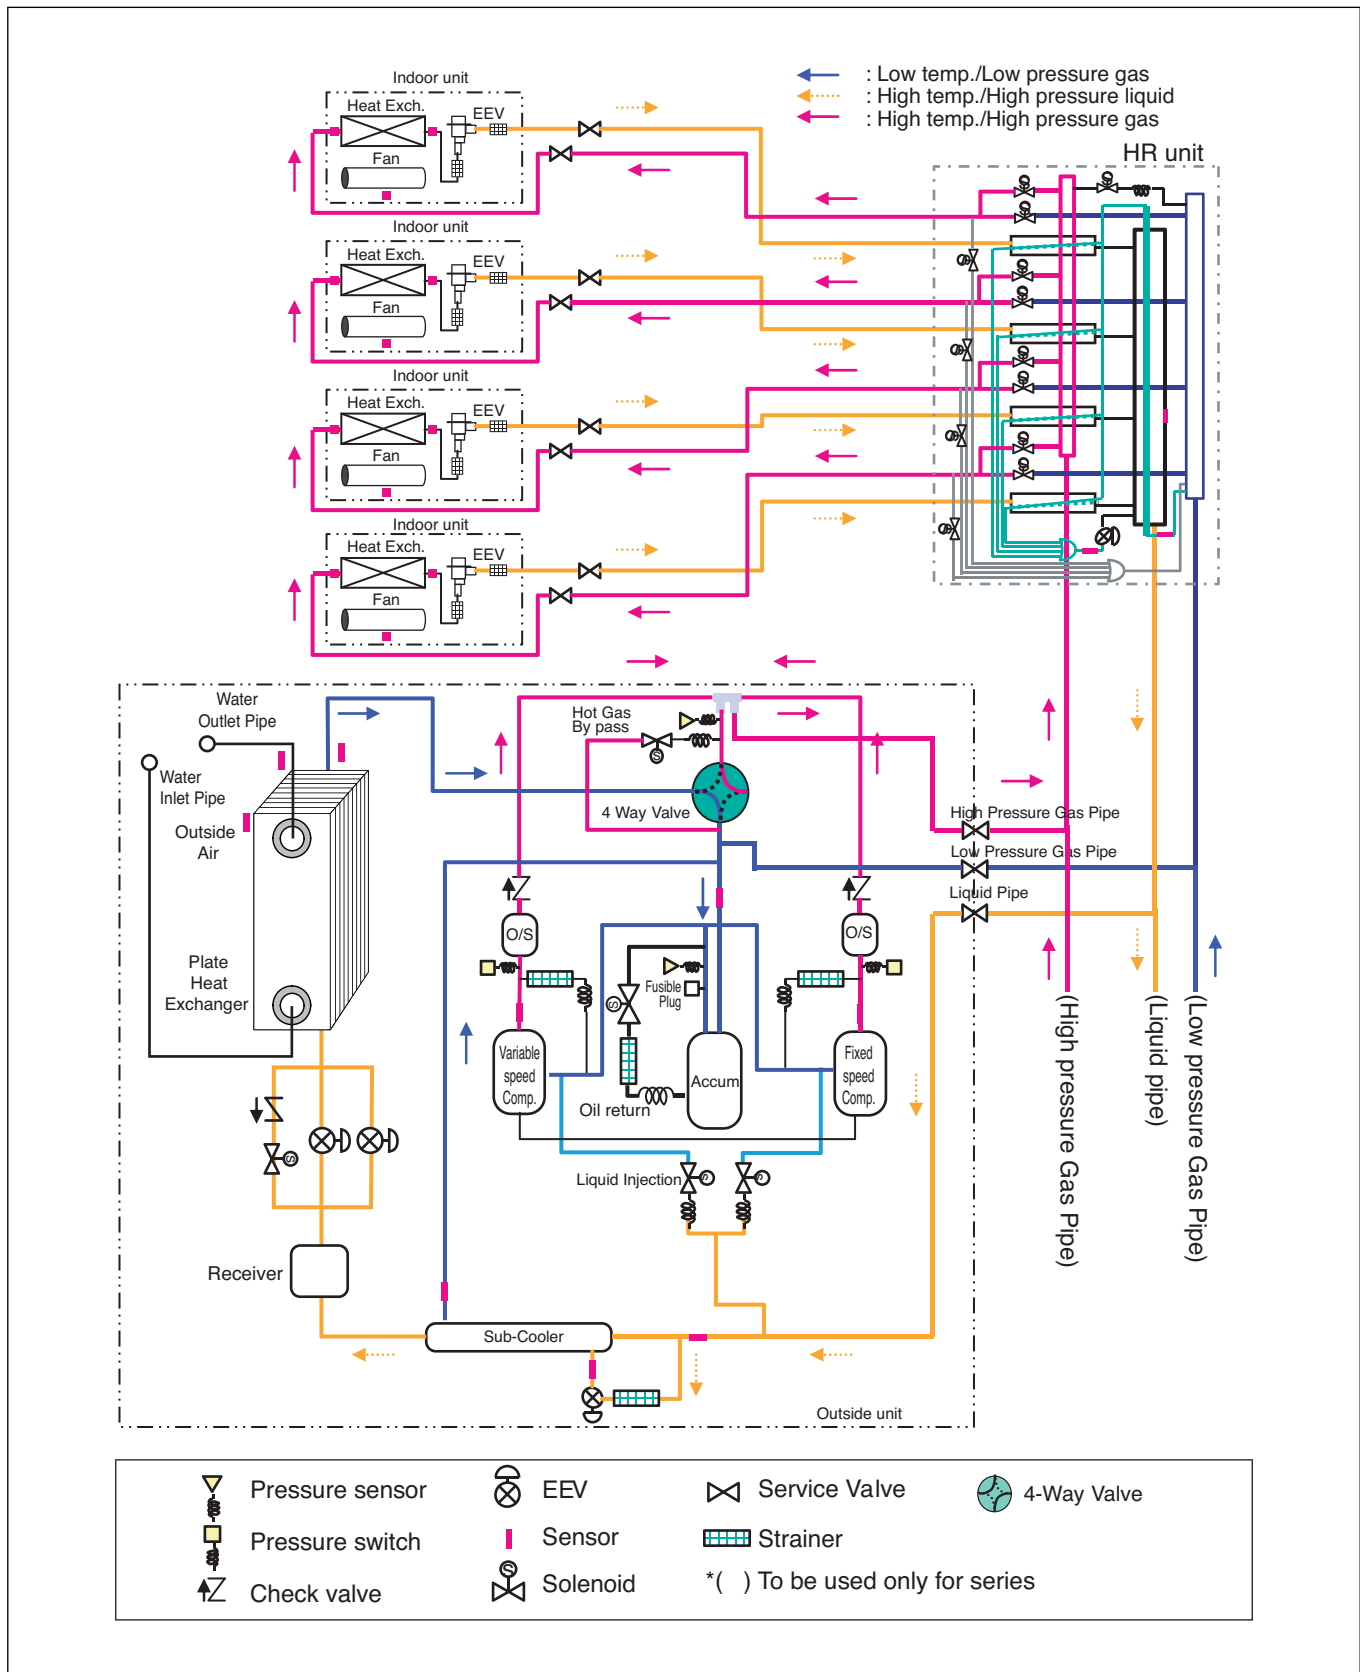 : Low temp./Low pressure gas
: High temp./High pressure liquid
: High temp./High pressure gas
HR unit
Indoor unit
Heat Exch.
EEV
Fan
Indoor unit
Heat Exch.
EEV
Fan
Indoor unit
Heat Exch.
EEV
Fan
Indoor unit
Heat Exch.
EEV
Fan
Water
Outlet Pipe
Water
Inlet Pipe
Outside
Air
Plate
Heat
Exchanger
Hot Gas
By pass
S
4 Way Valve
High Pressure Gas Pipe
Low Pressure Gas Pipe
Liquid Pipe
O/S
O/S
Fusible
Plug
S
Variable
speed
Comp.
Accum
Fixed
speed
Comp.
Oil return
Liquid Injection
S
S
S
Receiver
Sub-Cooler
Outside unit
(High pressure Gas Pipe)
(Liquid pipe)
(Low pressure Gas Pipe)
Pressure sensor
EEV
Service Valve
4-Way Valve
Pressure switch
Sensor
Strainer
Check valve
S
Solenoid
*( ) To be used only for series